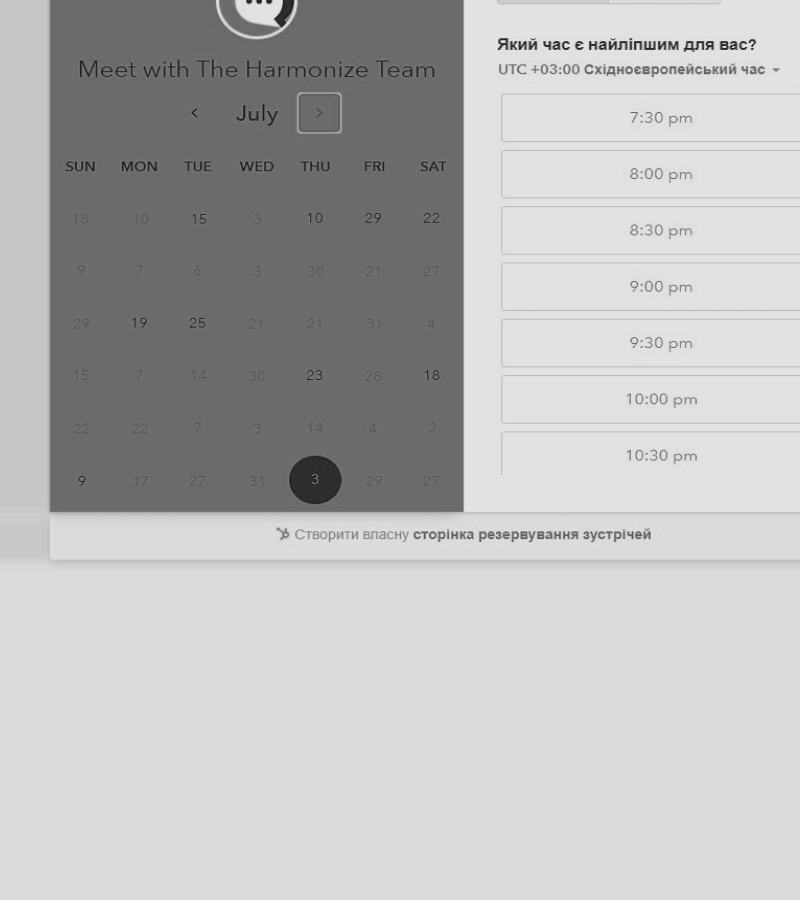 Meet with The Harmonize Team
July
SUN MON TUE WED THU FRI SAT
18 10 15 3 10 29 22
9 7 6 3 30 21 27
29 19 25 21 21 31 4
15 7 14 30 23 28 18
22 22 7 3 14 4 2
9 17 27 31 3 29 27
Який час є найліпшим для вас?
UTC +03:00 Східноєвропейський час
7:30 pm
8:00 pm
8:30 pm
9:00 pm
9:30 pm
10:00 pm
10:30 pm
Створити власну сторінка резервування зустрічей